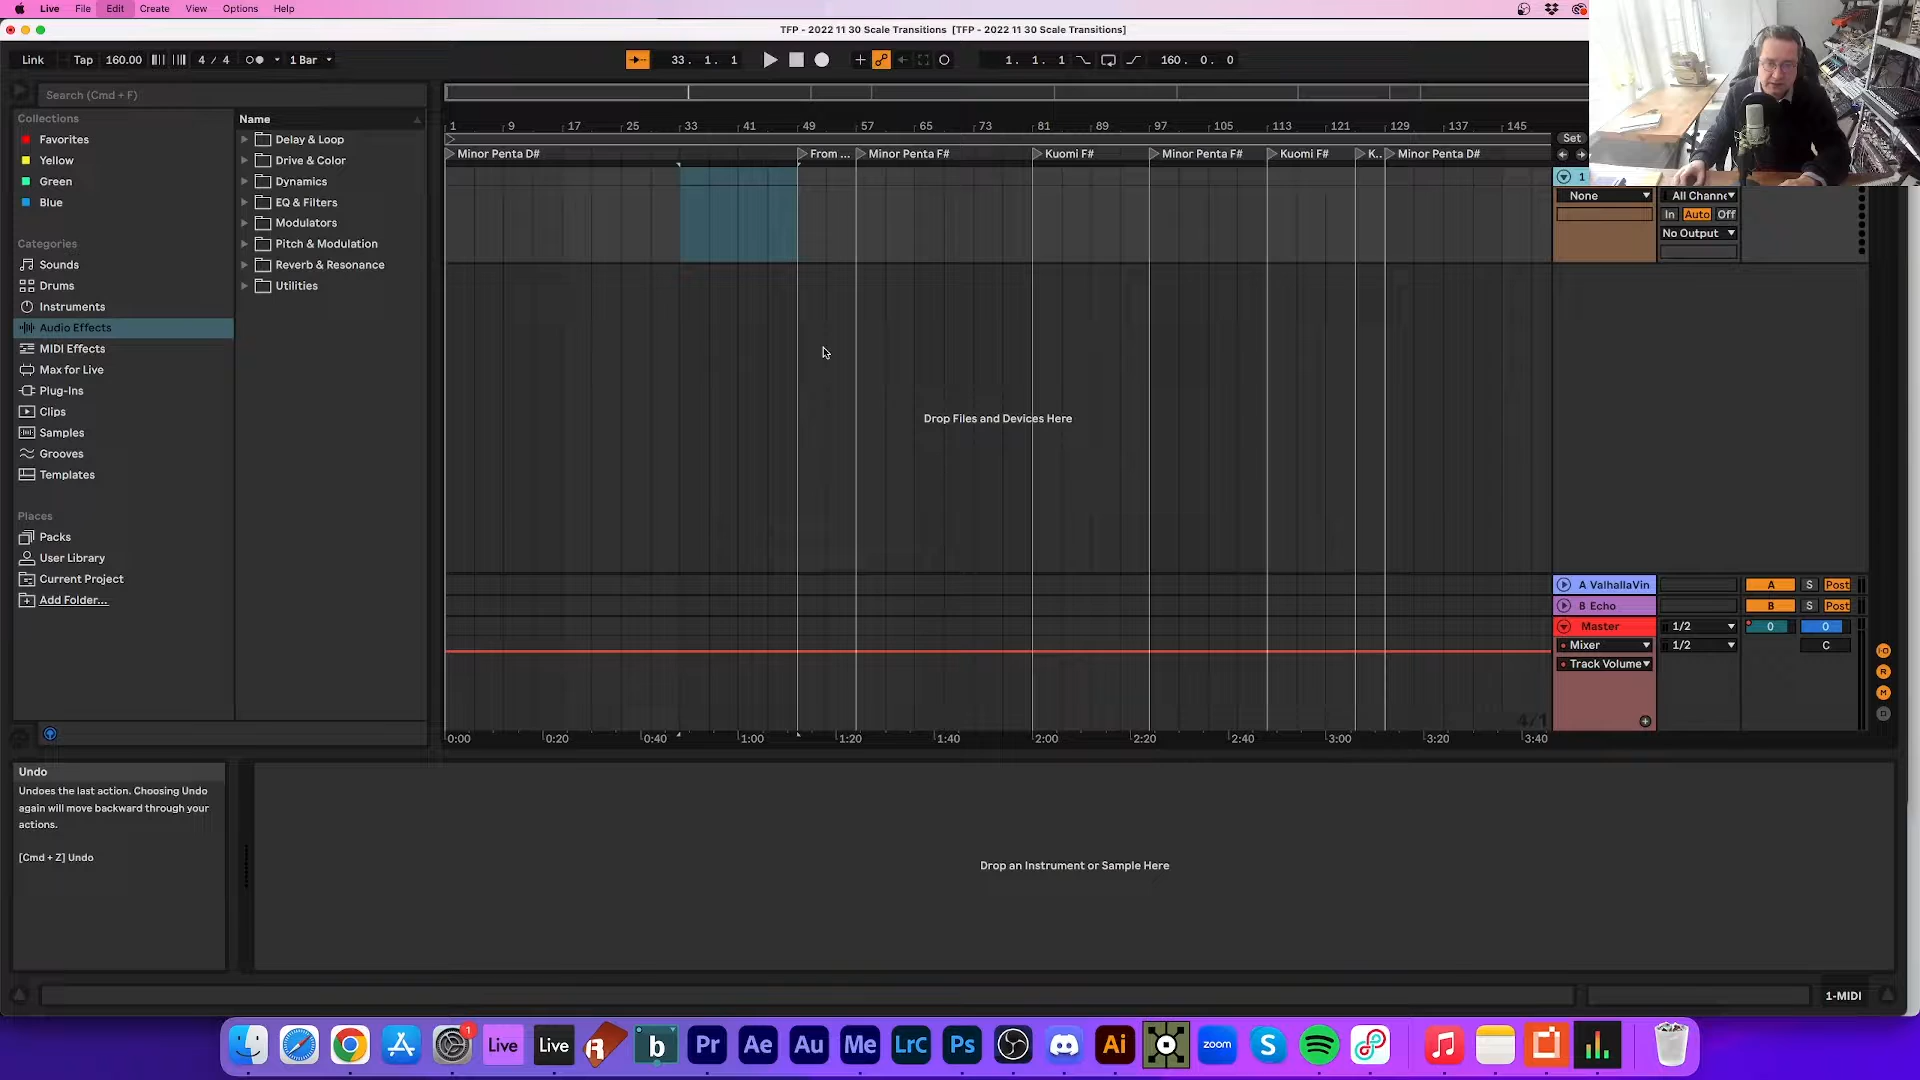 Live File Edit Create View Options Help
TFP - 2022 11 30 Scale Transitions [TFP - 2022 11 30 Scale Transitions]
Link Tap 160.00 4 / 4 1 Bar 33. 1. 1 1. 1. 1 160. 0. 0
Search (Cmd + F)
Collections
Favorites
Yellow
Green
Blue
Categories
Sounds
Drums
Instruments
Audio Effects
MIDI Effects
Max for Live
Plug-Ins
Clips
Samples
Grooves
Templates
Places
Packs
User Library
Current Project
Add Folder...
Name
Delay & Loop
Drive & Color
Dynamics
EQ & Filters
Modulators
Pitch & Modulation
Reverb & Resonance
Utilities
1 9 17 25 33 41 49 57 65 73 81 89 97 105 113 121 129 137 145
Set
Minor Penta D# From ... Minor Penta F# Kuomi F# Minor Penta F# Kuomi F# K.. Minor Penta D#
1
None All Channe
In Auto Off
No Output
Drop Files and Devices Here
A ValhallaVin A S Post
B Echo B S Post
Master 1/2 0 0
Mixer 1/2 C
Track Volume
4/1
0:00 0:20 0:40 1:00 1:20 1:40 2:00 2:20 2:40 3:00 3:20 3:40
Undo
Undoes the last action. Choosing Undo
again will move backward through your
actions.
[Cmd + Z] Undo
Drop an Instrument or Sample Here
1-MIDI
1 Live Live b Pr Ae Au Me LrC Ps Ai zoom S